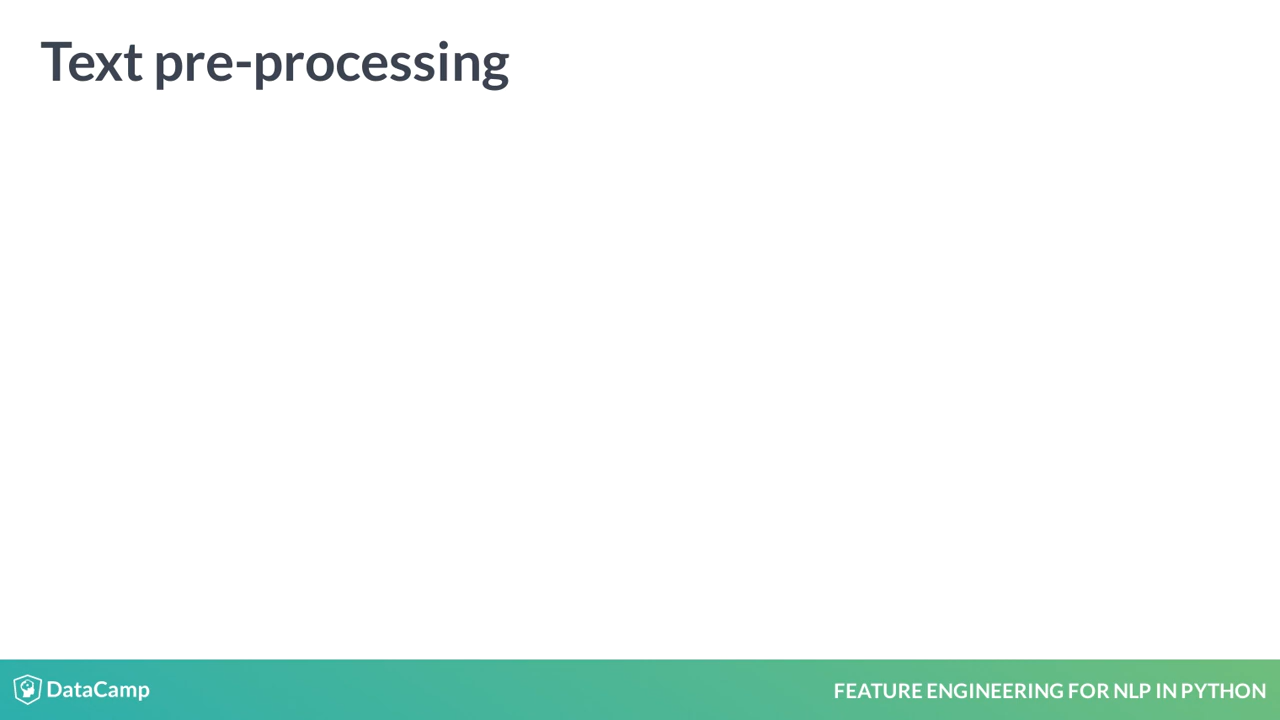 Text pre-processing
DataCamp
FEATURE ENGINEERING FOR NLP IN PYTHON